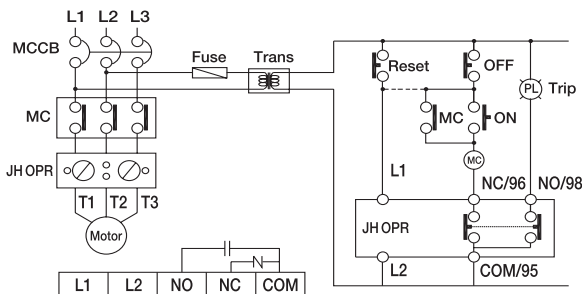 L1 L2 L3
MCCB
Fuse Trans
Reset OFF
PL Trip
MC MC ON
MC
JH OPR L1 NC/96 NO/98
T1 T2 T3
Motor JH OPR
L2 COM/95
L1 L2 NO NC COM